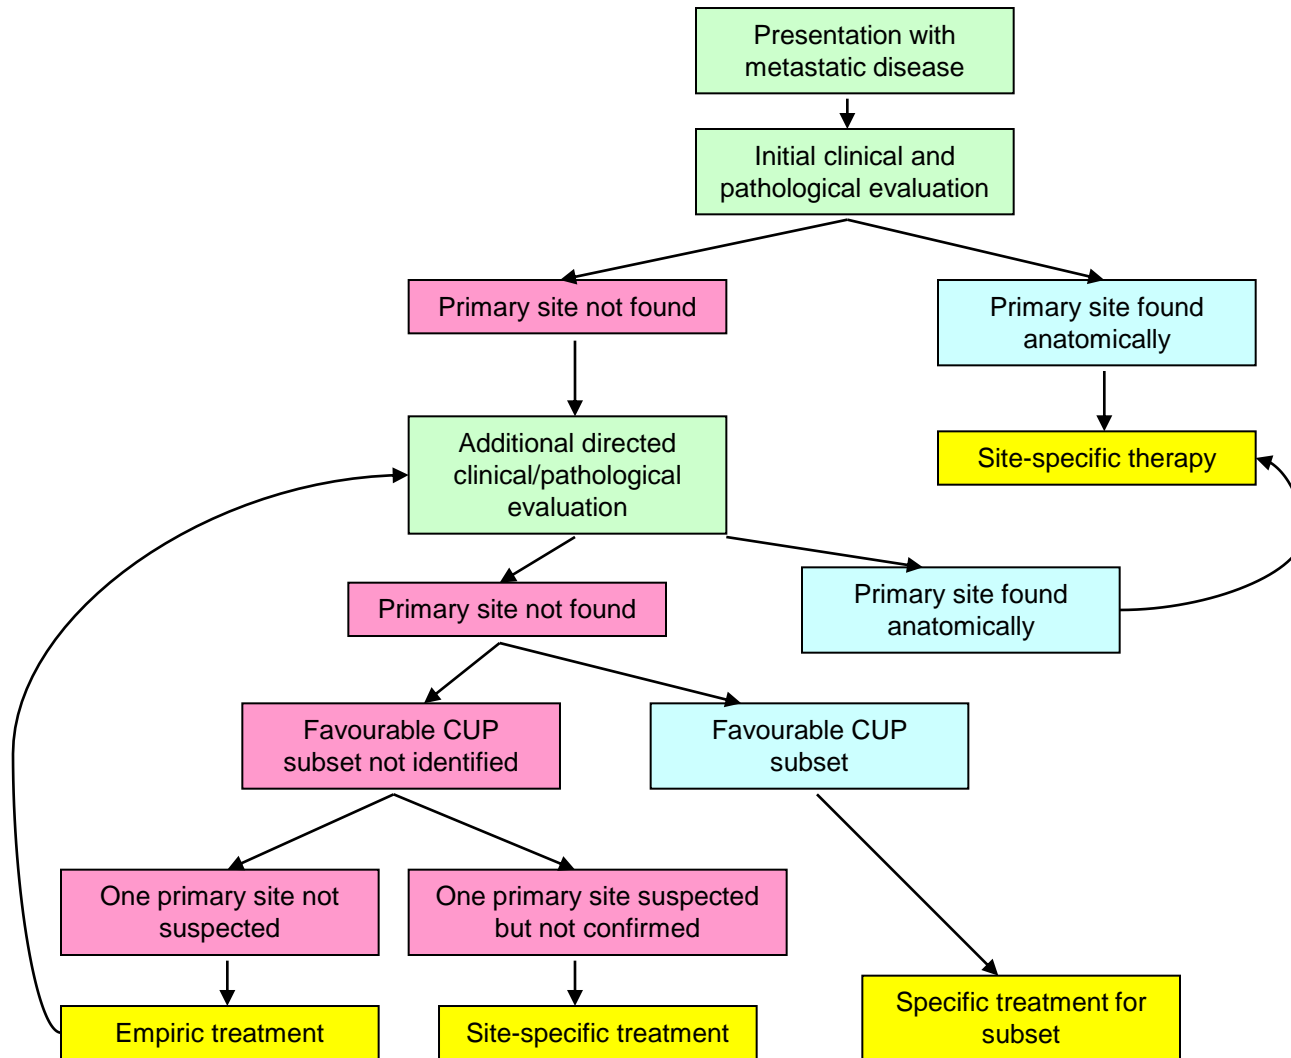 Presentation with
metastatic disease
Initial clinical and
pathological evaluation
Primary site not found
Primary site found
anatomically
Additional directed
clinical/pathological
evaluation
Site-specific therapy
Primary site not found
Primary site found
anatomically
Favourable CUP
subset not identified
Favourable CUP
subset
One primary site not
suspected
One primary site suspected
but not confirmed
Empiric treatment
Site-specific treatment
Specific treatment for
subset